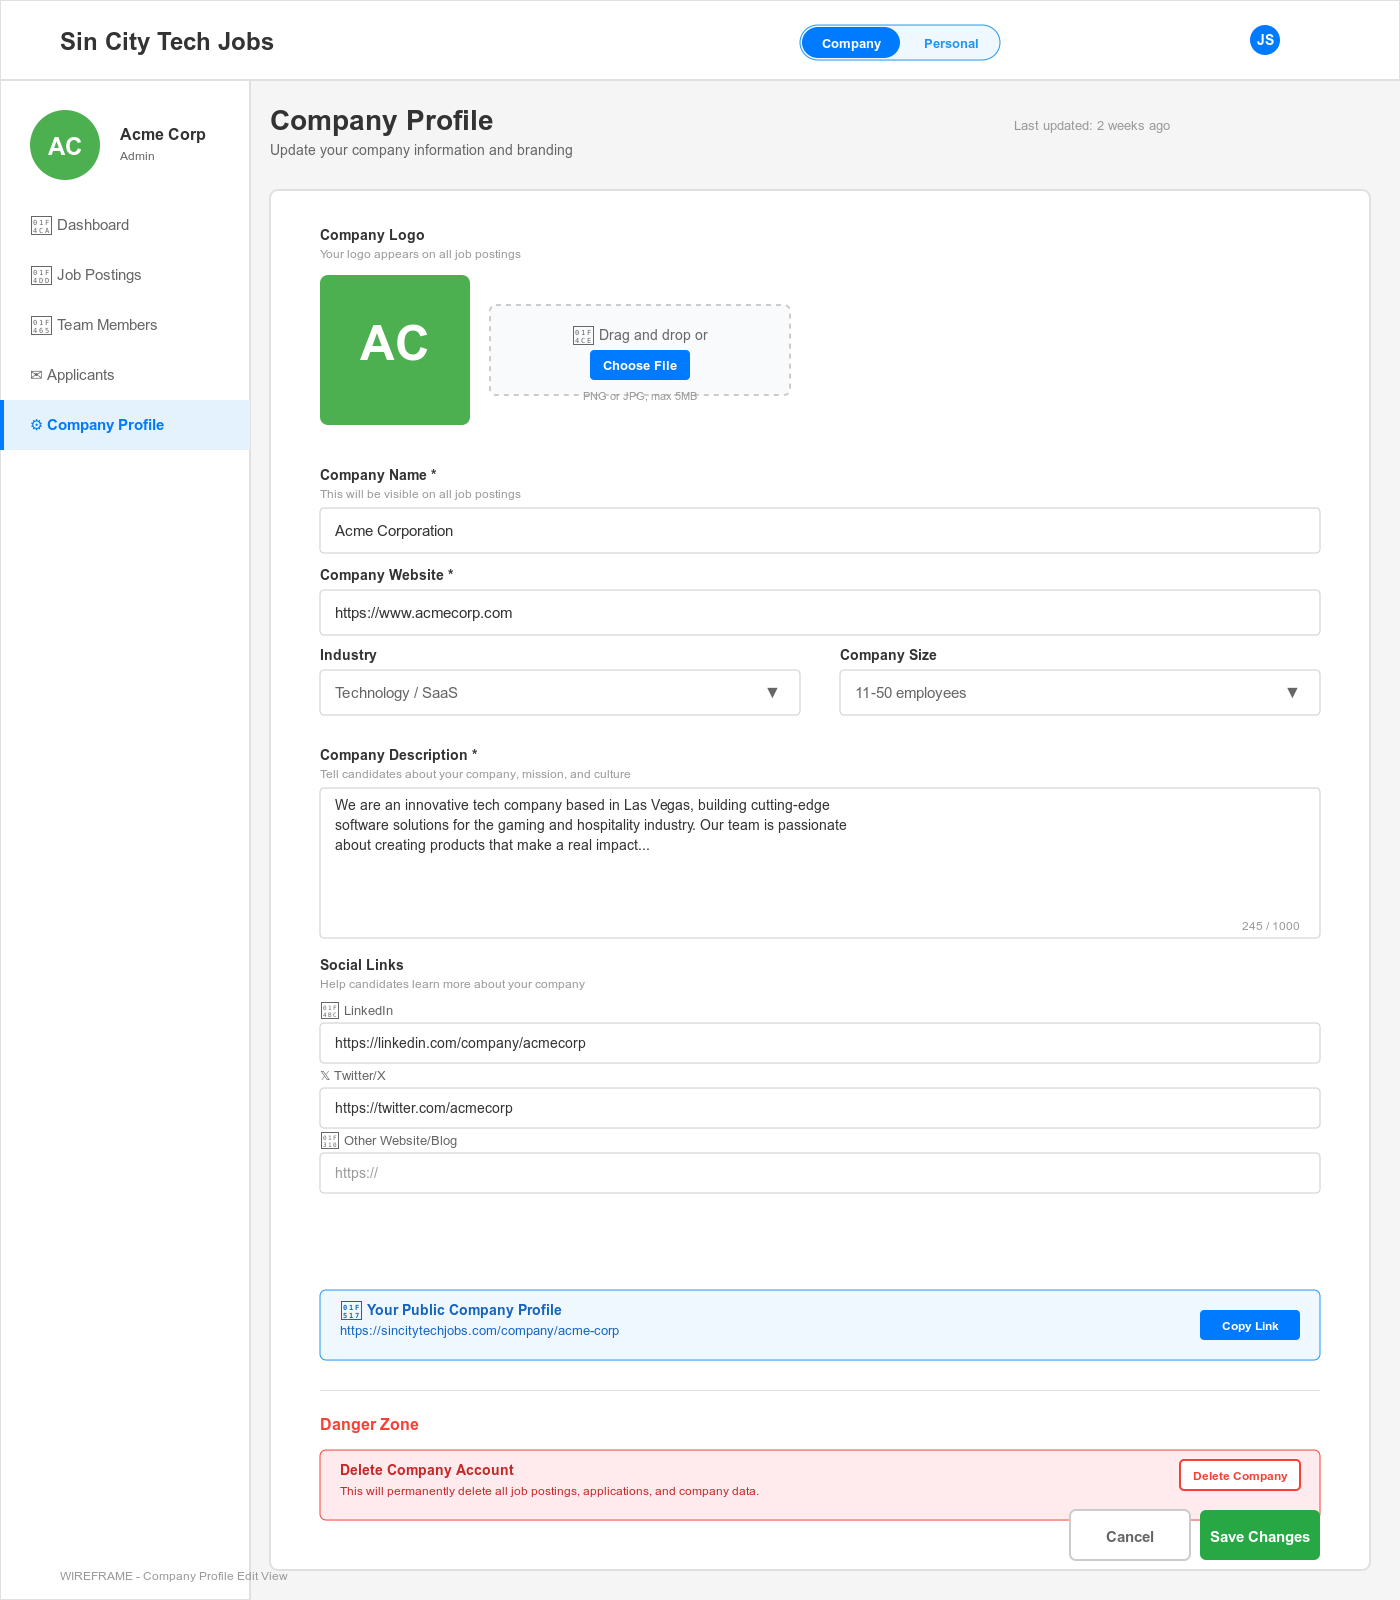 Sin City Tech Jobs
Company
Personal
JS
AC
Acme Corp
Admin
Dashboard
Job Postings
Team Members
✉ Applicants
⚙ Company Profile
Company Profile
Update your company information and branding
Last updated: 2 weeks ago
Company Logo
Your logo appears on all job postings
AC
Drag and drop or
Choose File
PNG or JPG, max 5MB
Company Name *
This will be visible on all job postings
Acme Corporation
Company Website *
https://www.acmecorp.com
Industry
Technology / SaaS ▼
Company Size
11-50 employees ▼
Company Description *
Tell candidates about your company, mission, and culture
We are an innovative tech company based in Las Vegas, building cutting-edge
software solutions for the gaming and hospitality industry. Our team is passionate
about creating products that make a real impact...
245 / 1000
Social Links
Help candidates learn more about your company
LinkedIn
https://linkedin.com/company/acmecorp
𝕏 Twitter/X
https://twitter.com/acmecorp
Other Website/Blog
https://
Your Public Company Profile
https://sincitytechjobs.com/company/acme-corp
Copy Link
Danger Zone
Delete Company Account
This will permanently delete all job postings, applications, and company data.
Delete Company
Cancel
Save Changes
WIREFRAME - Company Profile Edit View